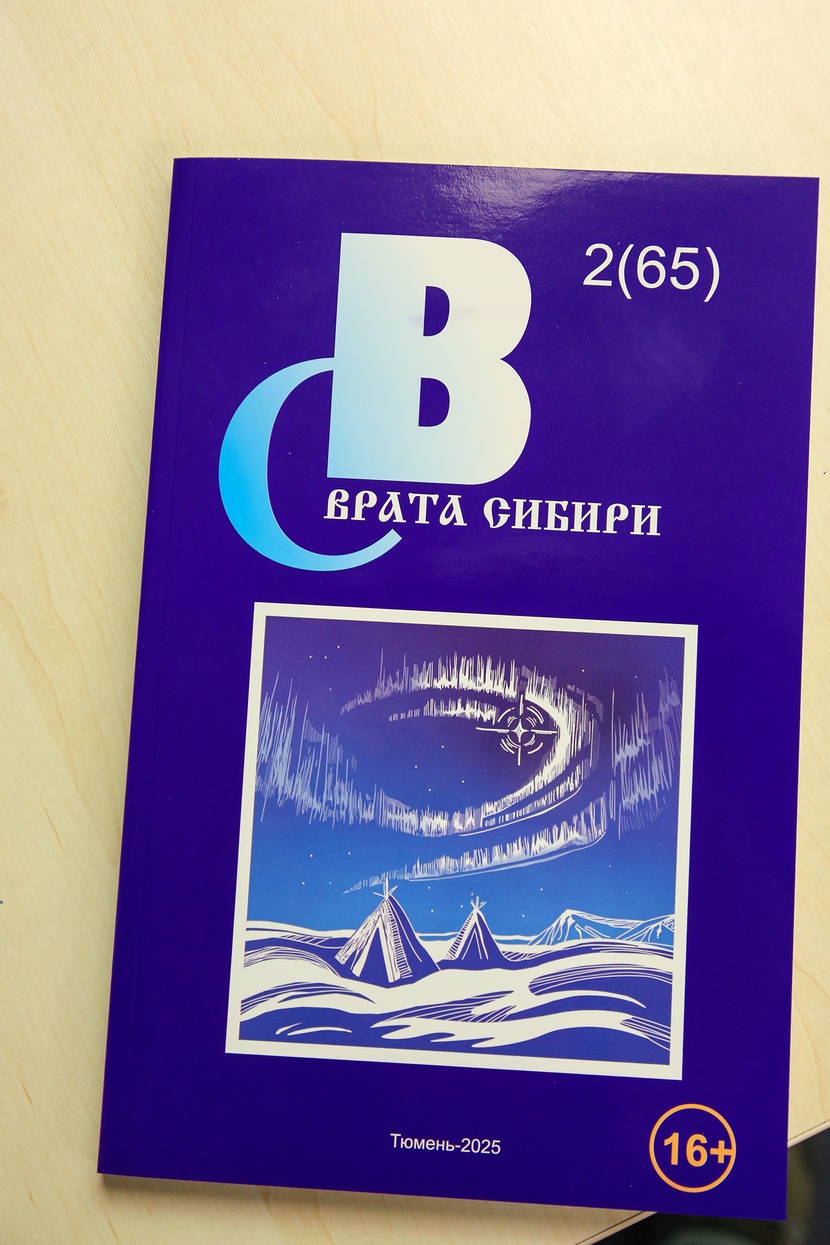 2(65)
В
С
ВРАТА СИБИРИ
Тюмень-2025
16+